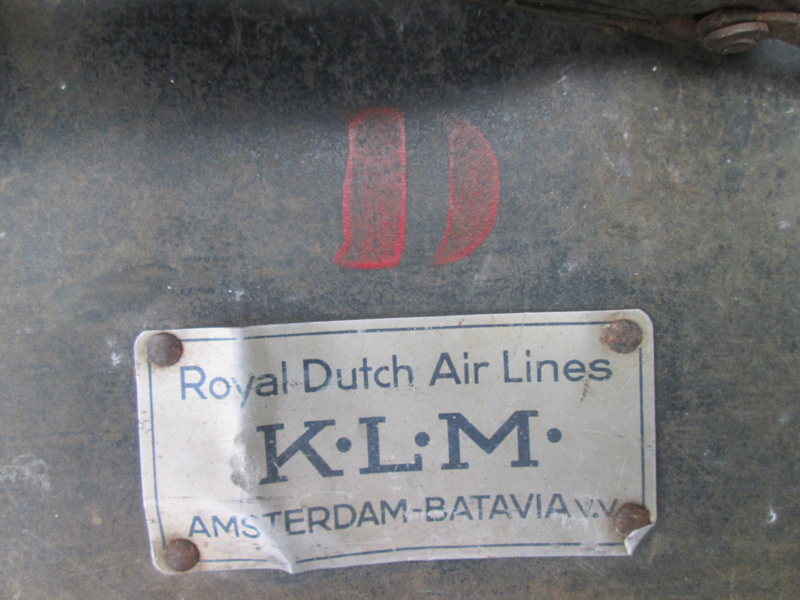 D
Royal Dutch Air Lines
K·L·M·
AMSTERDAM-BATAVIA v.v.